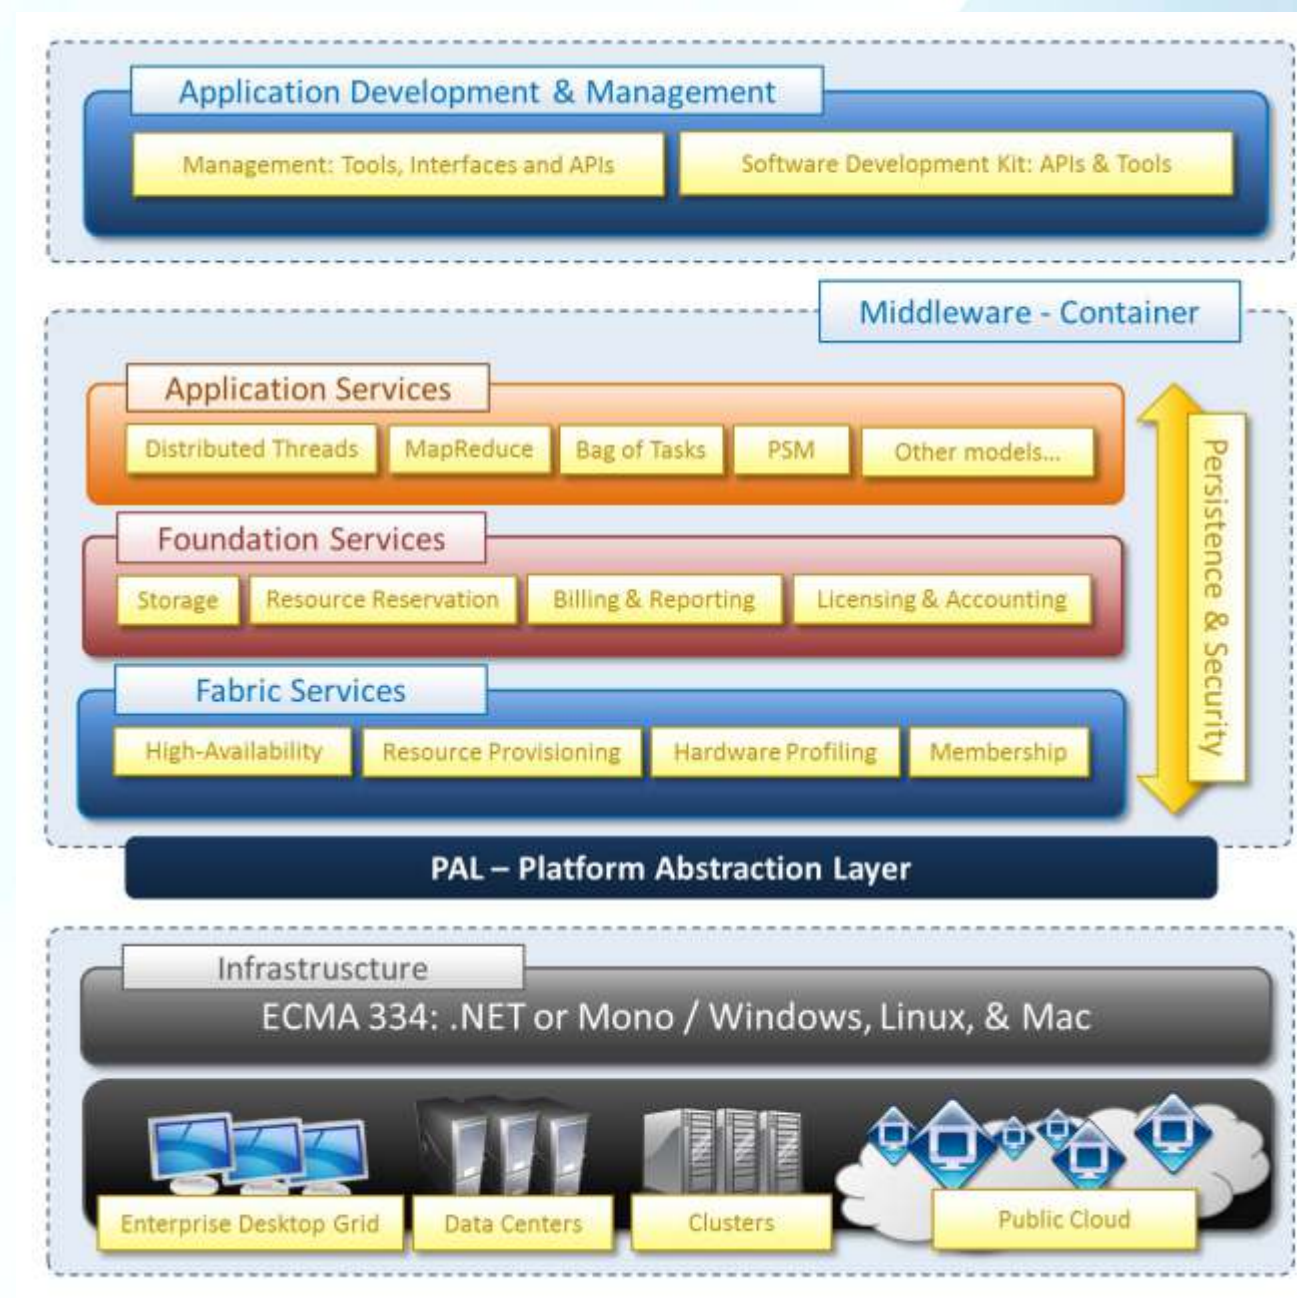 Application Development & Management
Management: Tools, Interfaces and APIs
Software Development Kit: APIs & Tools
Middleware - Container
Application Services
Distributed Threads
MapReduce
Bag of Tasks
PSM
Other models...
Foundation Services
Storage
Resource Reservation
Billing & Reporting
Licensing & Accounting
Fabric Services
High-Availability
Resource Provisioning
Hardware Profiling
Membership
Persistence & Security
PAL – Platform Abstraction Layer
Infrastruscture
ECMA 334: .NET or Mono / Windows, Linux, & Mac
Enterprise Desktop Grid
Data Centers
Clusters
Public Cloud